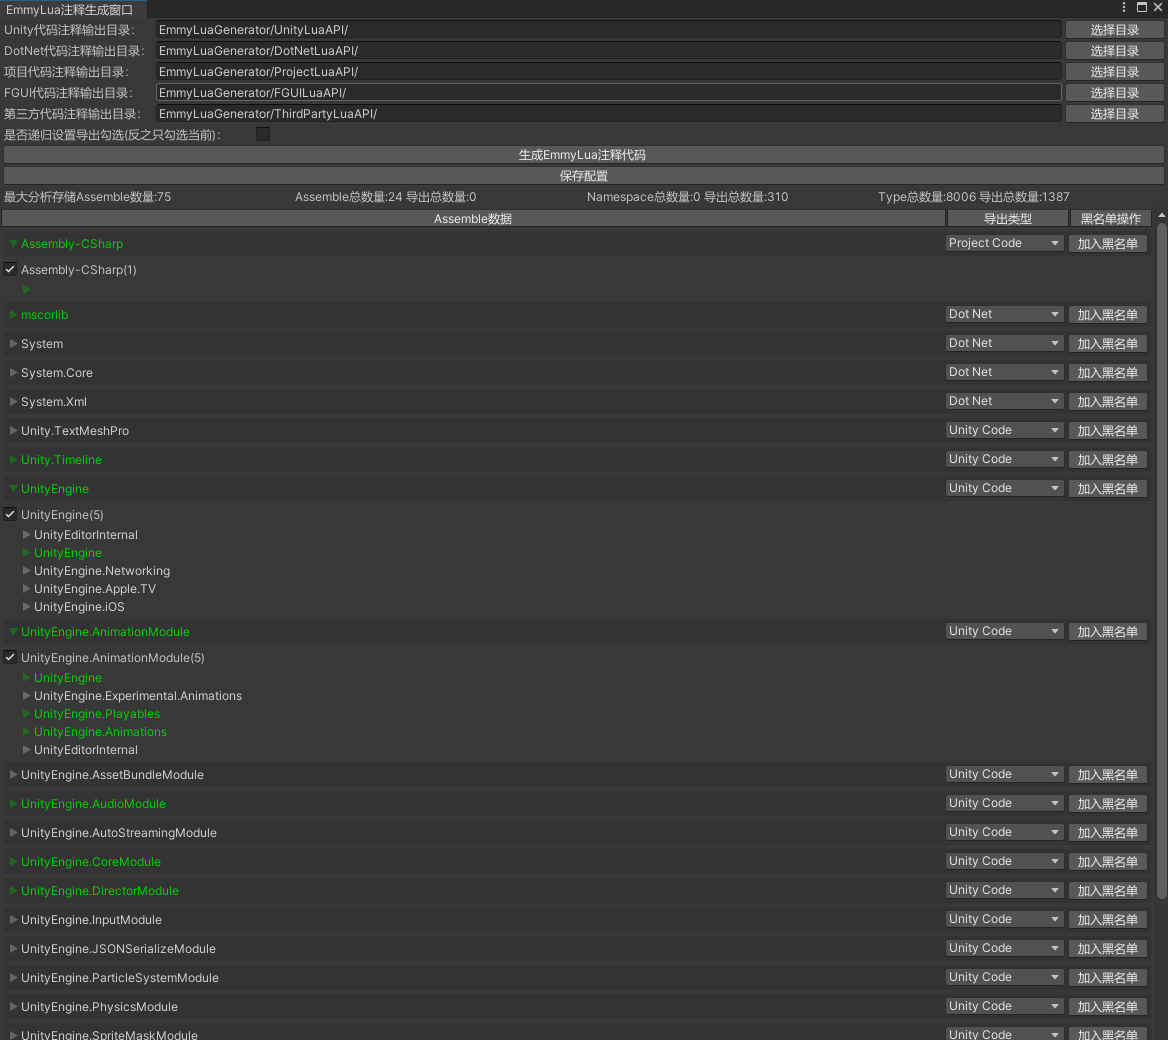 EmmyLua注释生成窗口
Unity代码注释输出目录: EmmyLuaGenerator/UnityLuaAPI/ 选择目录
DotNet代码注释输出目录: EmmyLuaGenerator/DotNetLuaAPI/ 选择目录
项目代码注释输出目录: EmmyLuaGenerator/ProjectLuaAPI/ 选择目录
FGUI代码注释输出目录: EmmyLuaGenerator/FGUILuaAPI/ 选择目录
第三方代码注释输出目录: EmmyLuaGenerator/ThirdPartyLuaAPI/ 选择目录
是否递归设置导出勾选(反之只勾选当前):
生成EmmyLua注释代码
保存配置
最大分析存储Assemble数量:75 Assemble总数量:24 导出总数量:0 Namespace总数量:0 导出总数量:310 Type总数量:8006 导出总数量:1387
Assemble数据 导出类型 黑名单操作
Assembly-CSharp Project Code 加入黑名单
Assembly-CSharp(1)
mscorlib Dot Net 加入黑名单
System Dot Net 加入黑名单
System.Core Dot Net 加入黑名单
System.Xml Dot Net 加入黑名单
Unity.TextMeshPro Unity Code 加入黑名单
Unity.Timeline Unity Code 加入黑名单
UnityEngine Unity Code 加入黑名单
UnityEngine(5)
UnityEditorInternal
UnityEngine
UnityEngine.Networking
UnityEngine.Apple.TV
UnityEngine.iOS
UnityEngine.AnimationModule Unity Code 加入黑名单
UnityEngine.AnimationModule(5)
UnityEngine
UnityEngine.Experimental.Animations
UnityEngine.Playables
UnityEngine.Animations
UnityEditorInternal
UnityEngine.AssetBundleModule Unity Code 加入黑名单
UnityEngine.AudioModule Unity Code 加入黑名单
UnityEngine.AutoStreamingModule Unity Code 加入黑名单
UnityEngine.CoreModule Unity Code 加入黑名单
UnityEngine.DirectorModule Unity Code 加入黑名单
UnityEngine.InputModule Unity Code 加入黑名单
UnityEngine.JSONSerializeModule Unity Code 加入黑名单
UnityEngine.ParticleSystemModule Unity Code 加入黑名单
UnityEngine.PhysicsModule Unity Code 加入黑名单
UnityEngine.SpriteMaskModule Unity Code 加入黑名单